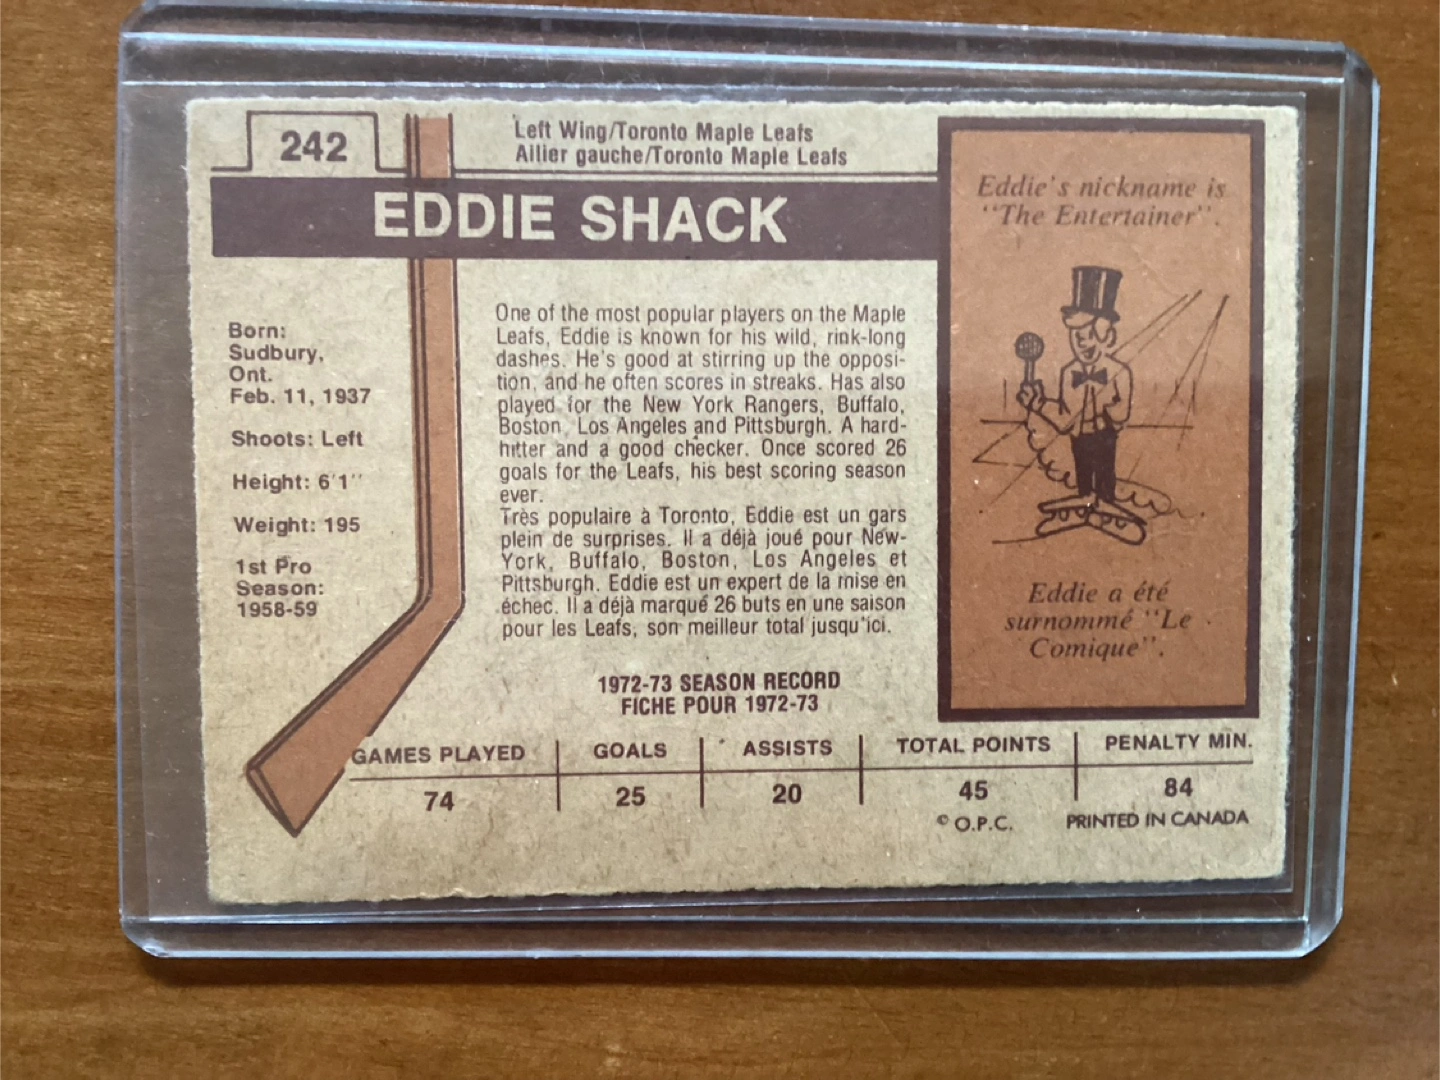 242
Left Wing/Toronto Maple Leafs
Ailier gauche/Toronto Maple Leafs
EDDIE SHACK
Born:
Sudbury,
Ont.
Feb. 11, 1937
Shoots: Left
Height: 6'1''
Weight: 195
1st Pro
Season:
1958-59
One of the most popular players on the Maple
Leafs, Eddie is known for his wild, rink-long
dashes. He's good at stirring up the opposi-
tion, and he often scores in streaks. Has also
played for the New York Rangers, Buffalo,
Boston, Los Angeles and Pittsburgh. A hard-
hitter and a good checker. Once scored 26
goals for the Leafs, his best scoring season
ever.
Très populaire à Toronto, Eddie est un gars
plein de surprises. Il a déjà joué pour New-
York, Buffalo, Boston, Los Angeles et
Pittsburgh. Eddie est un expert de la mise en
échec. Il a déjà marqué 26 buts en une saison
pour les Leafs, son meilleur total jusqu'ici.
Eddie's nickname is
"The Entertainer".
Eddie a été
surnommé "Le
Comique".
1972-73 SEASON RECORD
FICHE POUR 1972-73
GAMES PLAYED GOALS ASSISTS TOTAL POINTS PENALTY MIN.
74 25 20 45 84
© O.P.C. PRINTED IN CANADA